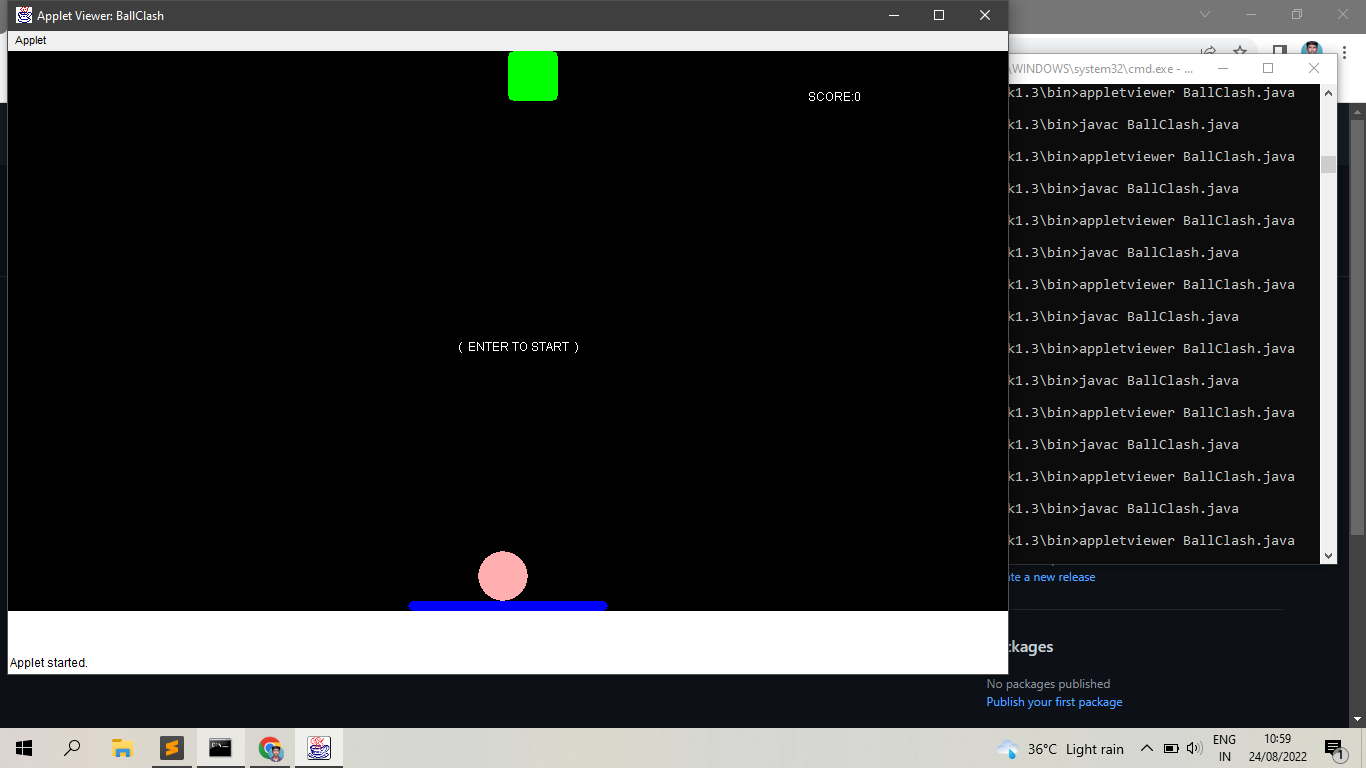 Applet Viewer: BallClash
Applet
SCORE:0
( ENTER TO START )
Applet started.
\WINDOWS\system32\cmd.exe - ...
k1.3\bin>appletviewer BallClash.java
k1.3\bin>javac BallClash.java
k1.3\bin>appletviewer BallClash.java
k1.3\bin>javac BallClash.java
k1.3\bin>appletviewer BallClash.java
k1.3\bin>javac BallClash.java
k1.3\bin>appletviewer BallClash.java
k1.3\bin>javac BallClash.java
k1.3\bin>appletviewer BallClash.java
k1.3\bin>javac BallClash.java
k1.3\bin>appletviewer BallClash.java
k1.3\bin>javac BallClash.java
k1.3\bin>appletviewer BallClash.java
k1.3\bin>javac BallClash.java
k1.3\bin>appletviewer BallClash.java
te a new release
ckages
No packages published
Publish your first package
36°C Light rain
ENG
IN
10:59
24/08/2022
1